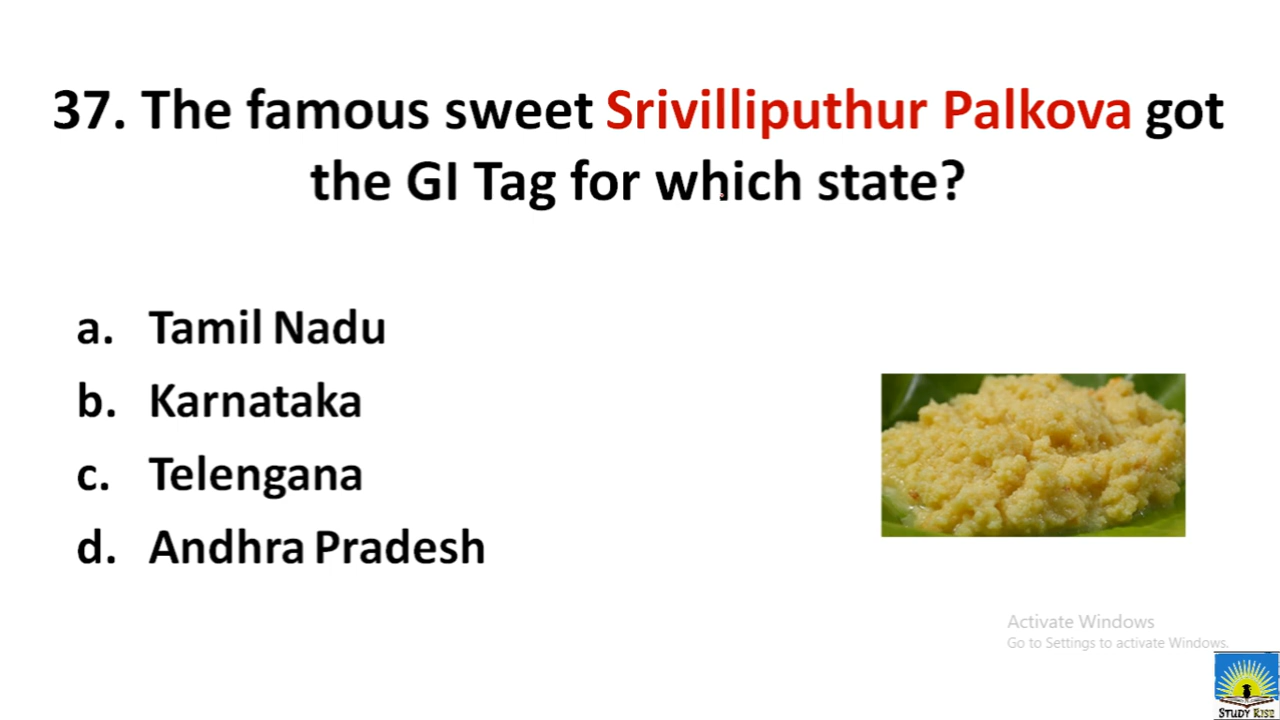 37. The famous sweet Srivilliputhur Palkova got
the GI Tag for which state?
a. Tamil Nadu
b. Karnataka
c. Telengana
d. Andhra Pradesh
Activate Windows
Go to Settings to activate Windows.
STUDY RISE